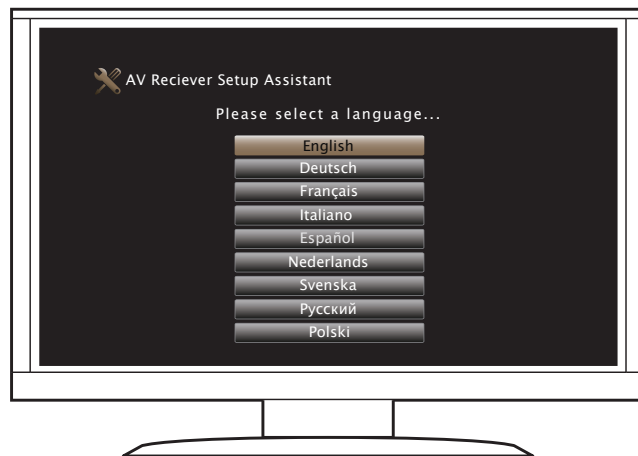 AV Reciever Setup Assistant
Please select a language...
English
Deutsch
Français
Italiano
Español
Nederlands
Svenska
Русский
Polski